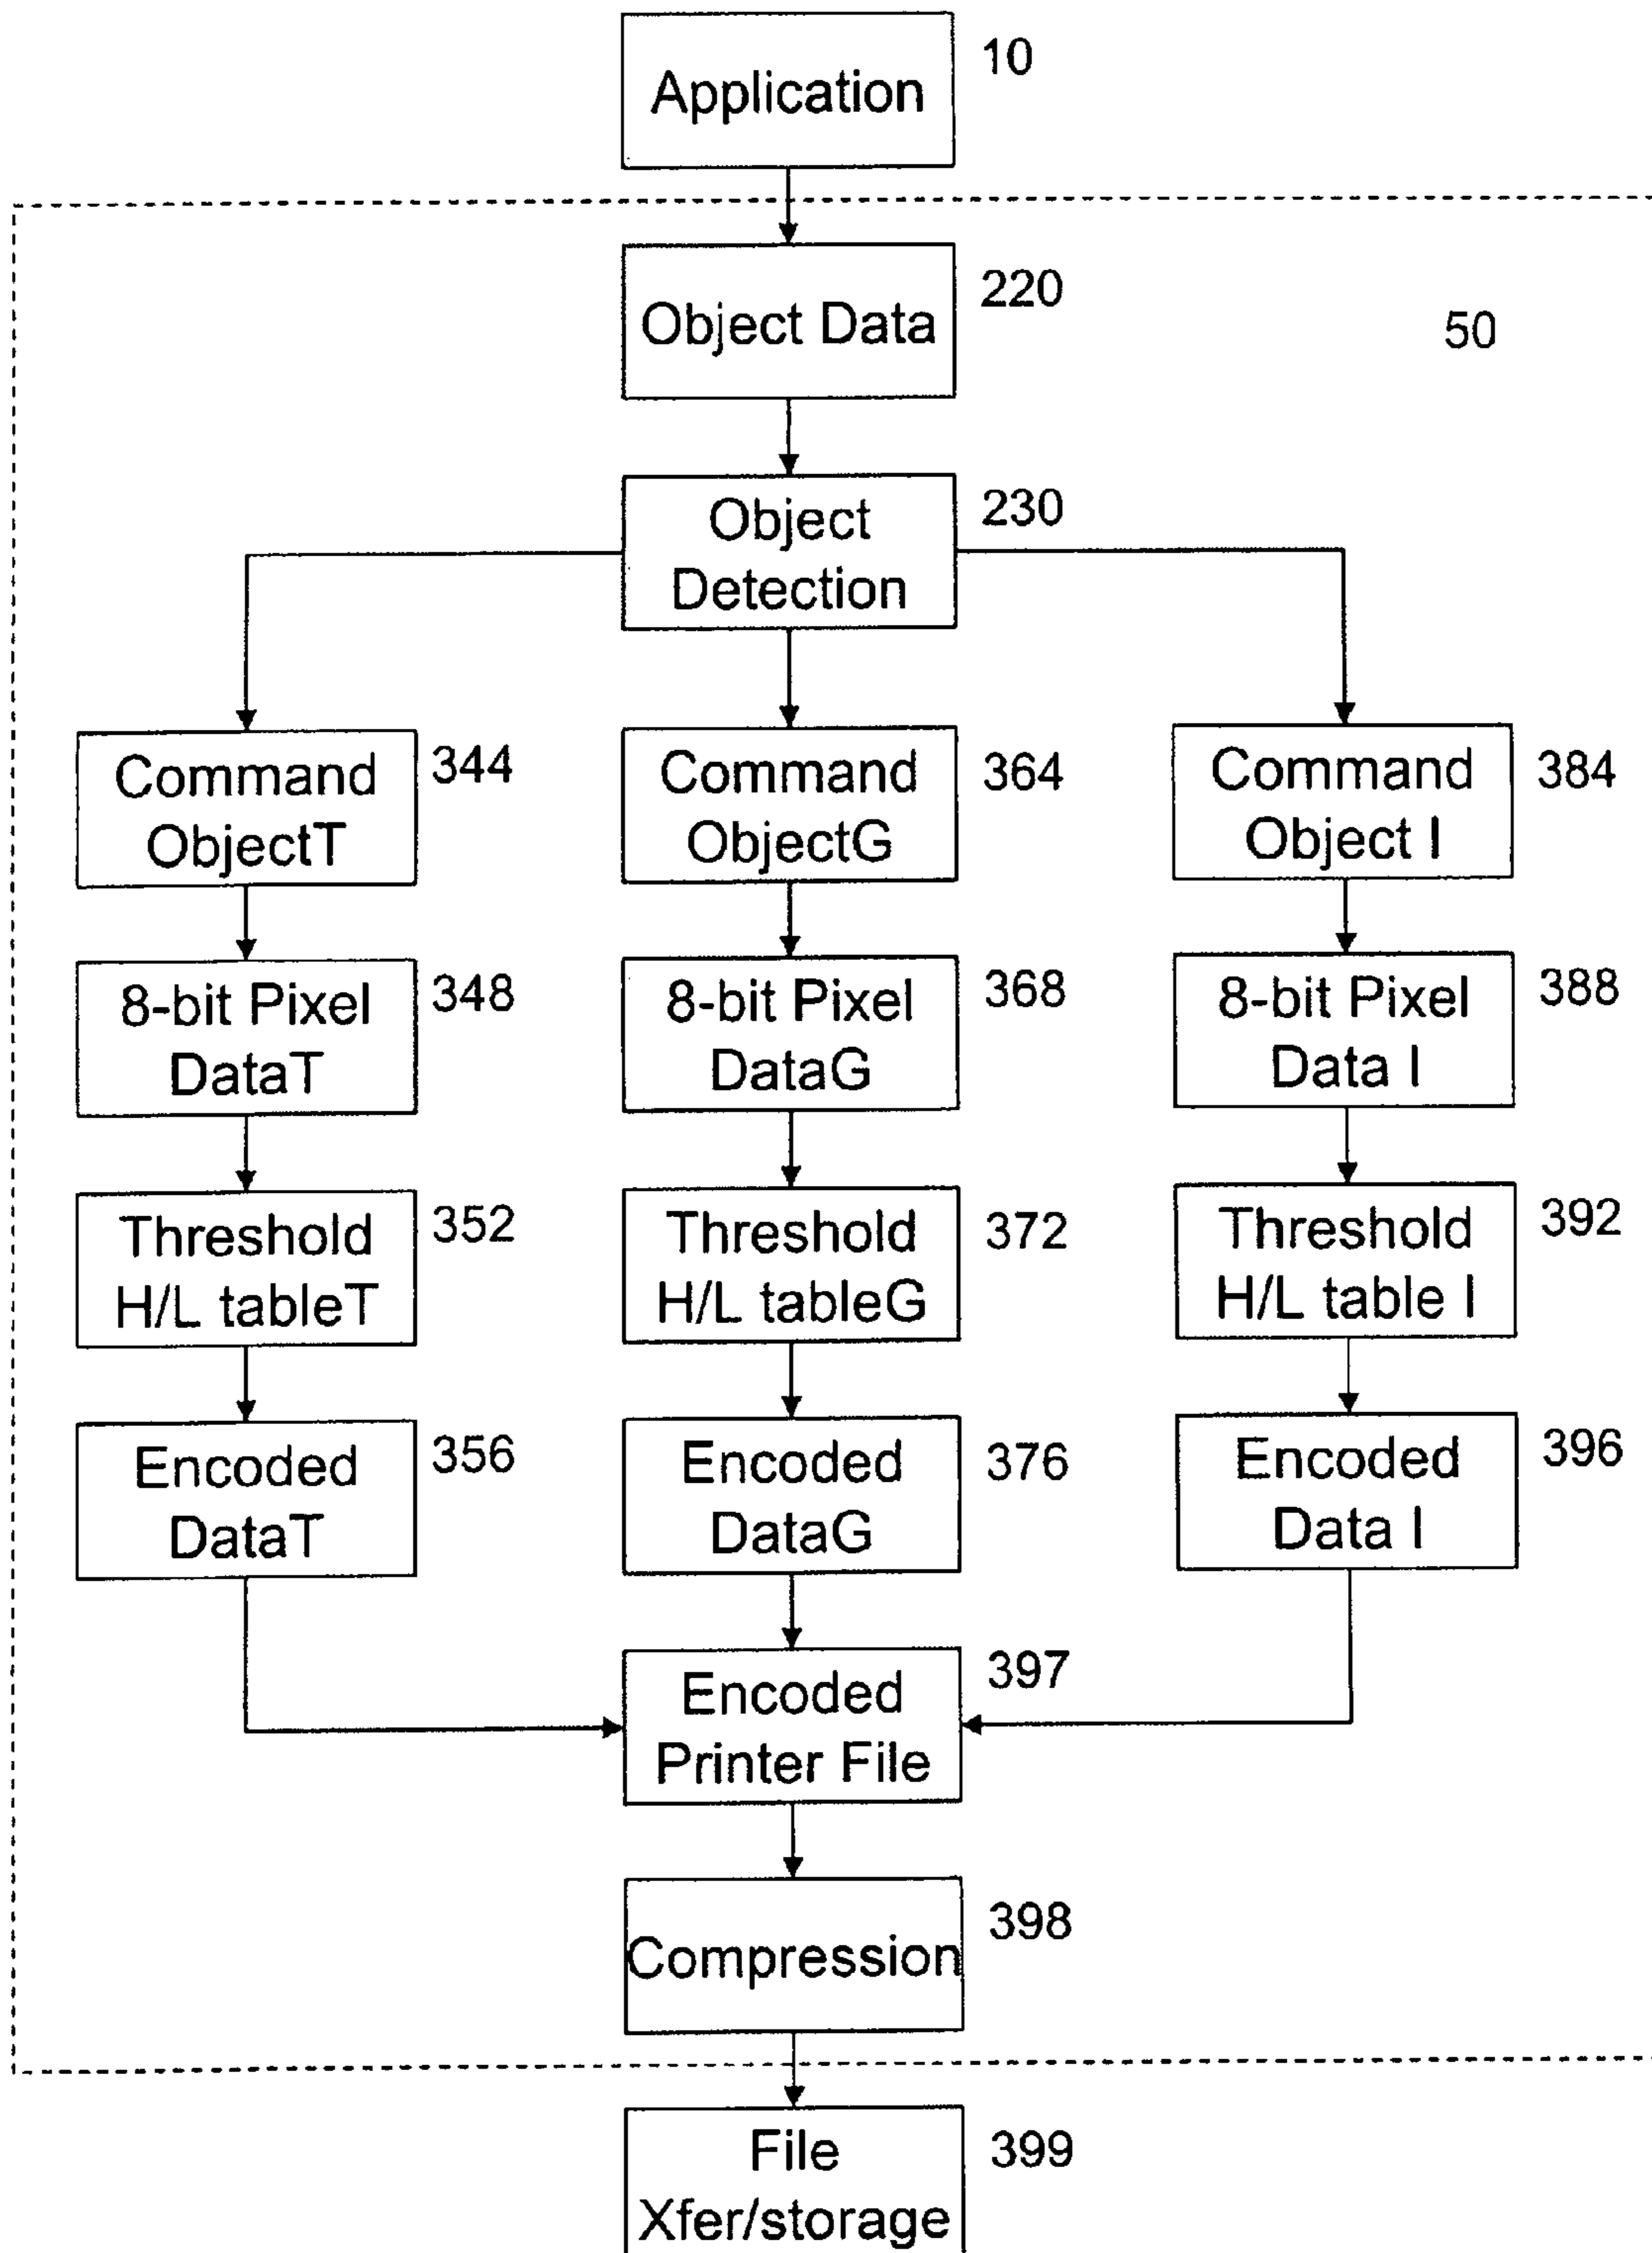 Application
10
Object Data
220
50
Object
Detection
230
Command
ObjectT
344
Command
ObjectG
364
Command
Object I
384
8-bit Pixel
DataT
348
8-bit Pixel
DataG
368
8-bit Pixel
Data I
388
Threshold
H/L tableT
352
Threshold
H/L tableG
372
Threshold
H/L table I
392
Encoded
DataT
356
Encoded
DataG
376
Encoded
Data I
396
Encoded
Printer File
397
Compression
398
File
Xfer/storage
399